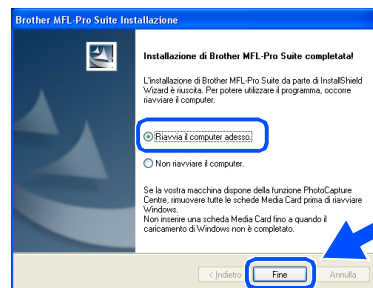 Brother MFL-Pro Suite Installazione
Installazione di Brother MFL-Pro Suite completata!
L'installazione di Brother MFL-Pro Suite da parte di InstallShield
Wizard è riuscita. Per potere utilizzare il programma, occorre
riavviare il computer.
Riavvia il computer adesso.
Non riavviare il computer.
Se la vostra macchina dispone della funzione PhotoCapture
Centre, rimuovere tutte le schede Media Card prima di riavviare
Windows.
Non inserire una scheda Media Card fino a quando il
caricamento di Windows non è completato.
< Indietro
Fine
Annulla